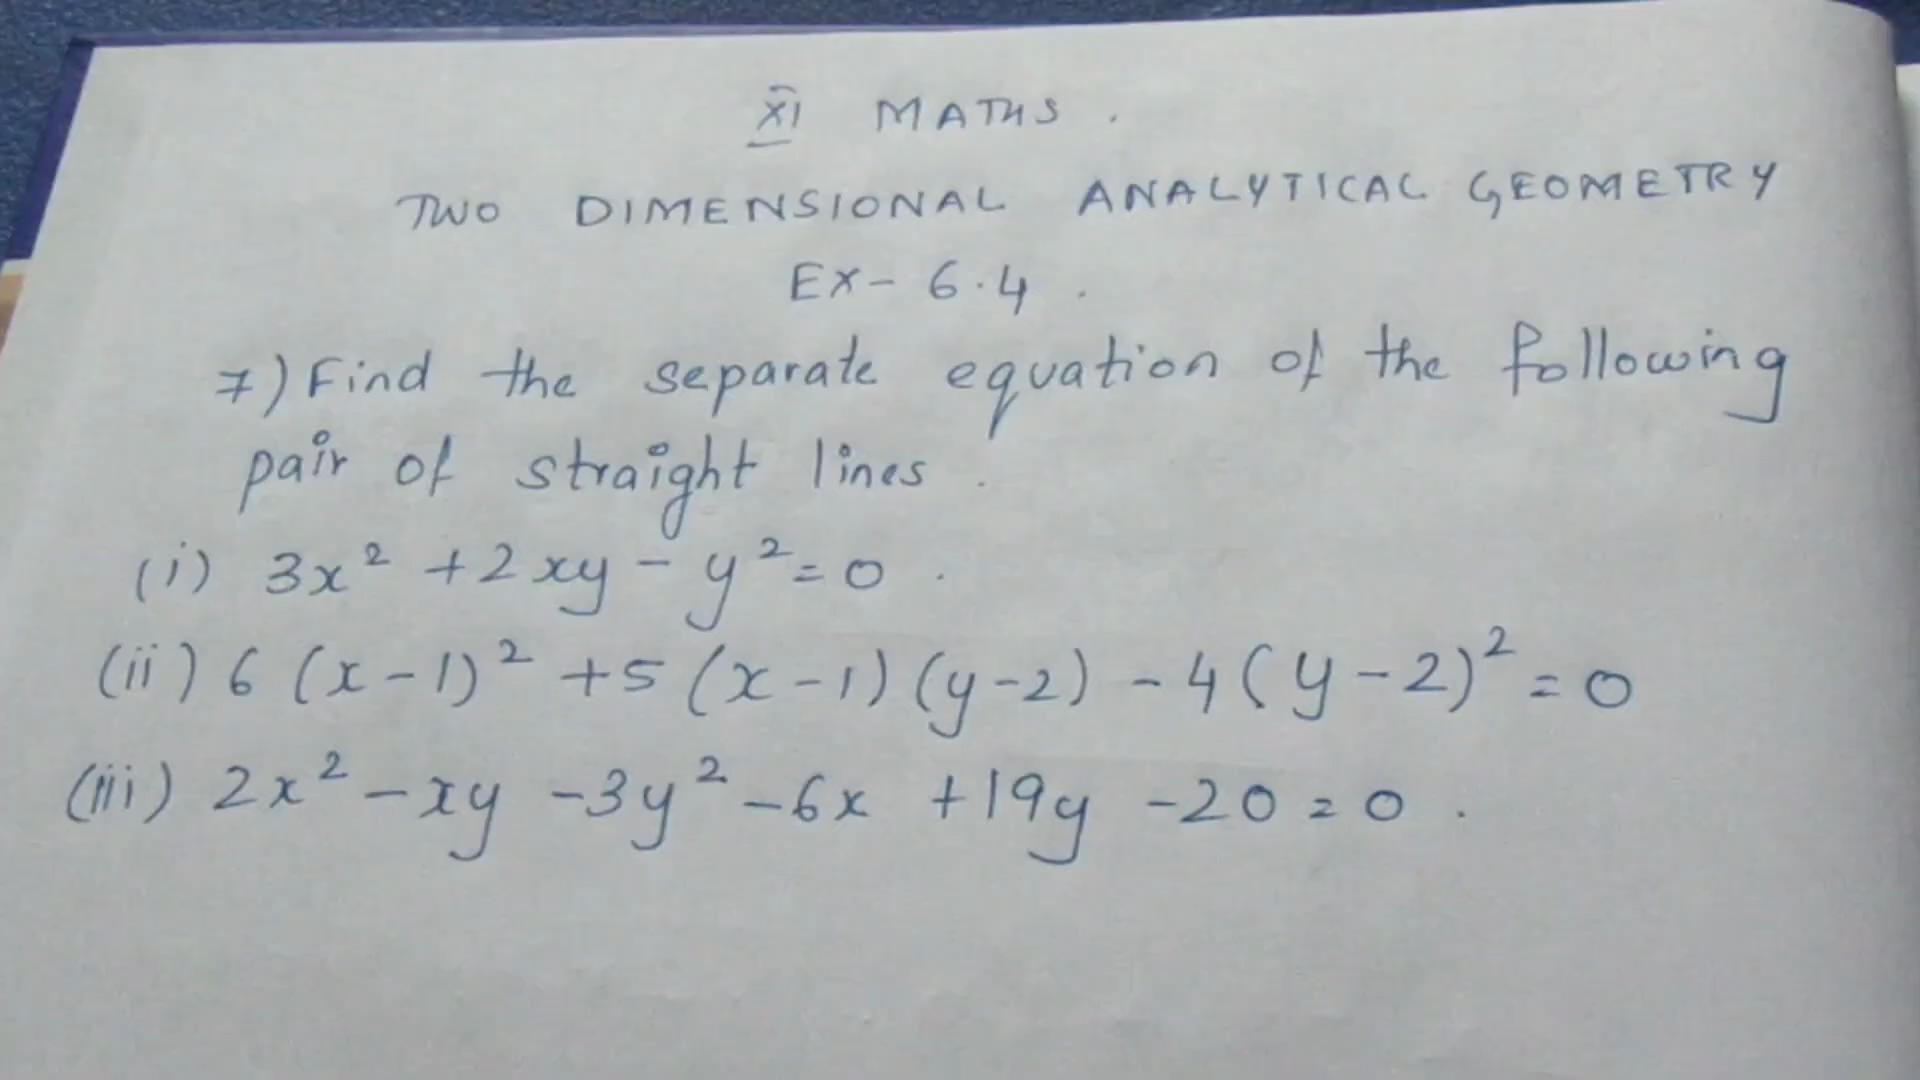 XI MATHS.
TWO DIMENSIONAL ANALYTICAL GEOMETRY
EX- 6.4.
7) Find the separate equation of the following
pair of straight lines.
(i) 3x² + 2xy - y² = 0.
(ii) 6 (x-1)² + 5 (x-1) (y-2) - 4 (y-2)² = 0
(iii) 2x² - xy - 3y² - 6x + 19y - 20 = 0.